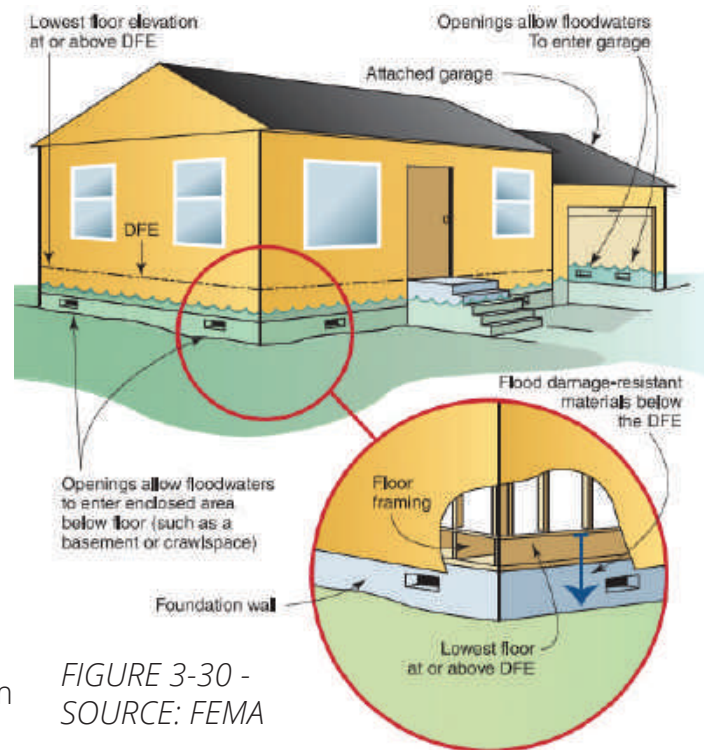 Lowest floor elevation
at or above DFE
Openings allow floodwaters
To enter garage
Attached garage
DFE
Flood damage-resistant
materials below
the DFE
Openings allow floodwaters
to enter enclosed area
below floor (such as a
basement or crawlspace)
Floor
framing
Foundation wall
Lowest floor
at or above DFE
FIGURE 3-30 -
SOURCE: FEMA